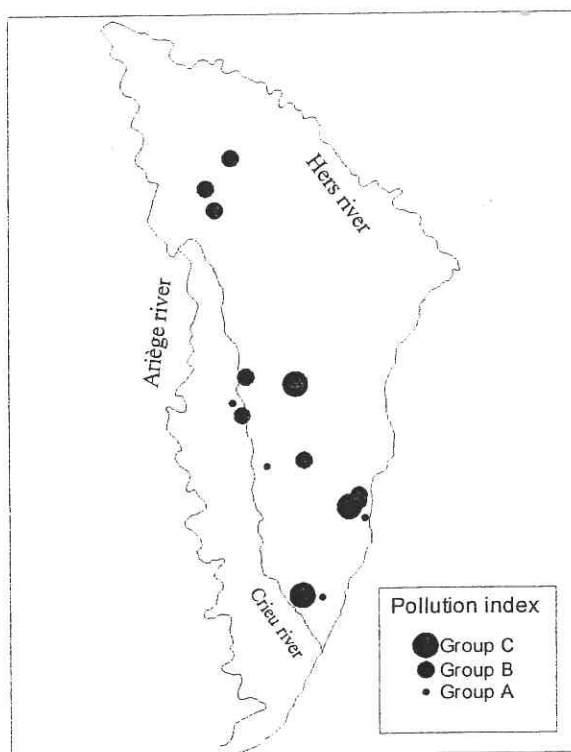 Hers river
Ariège river
Crieu river
Pollution index
Group C
Group B
Group A